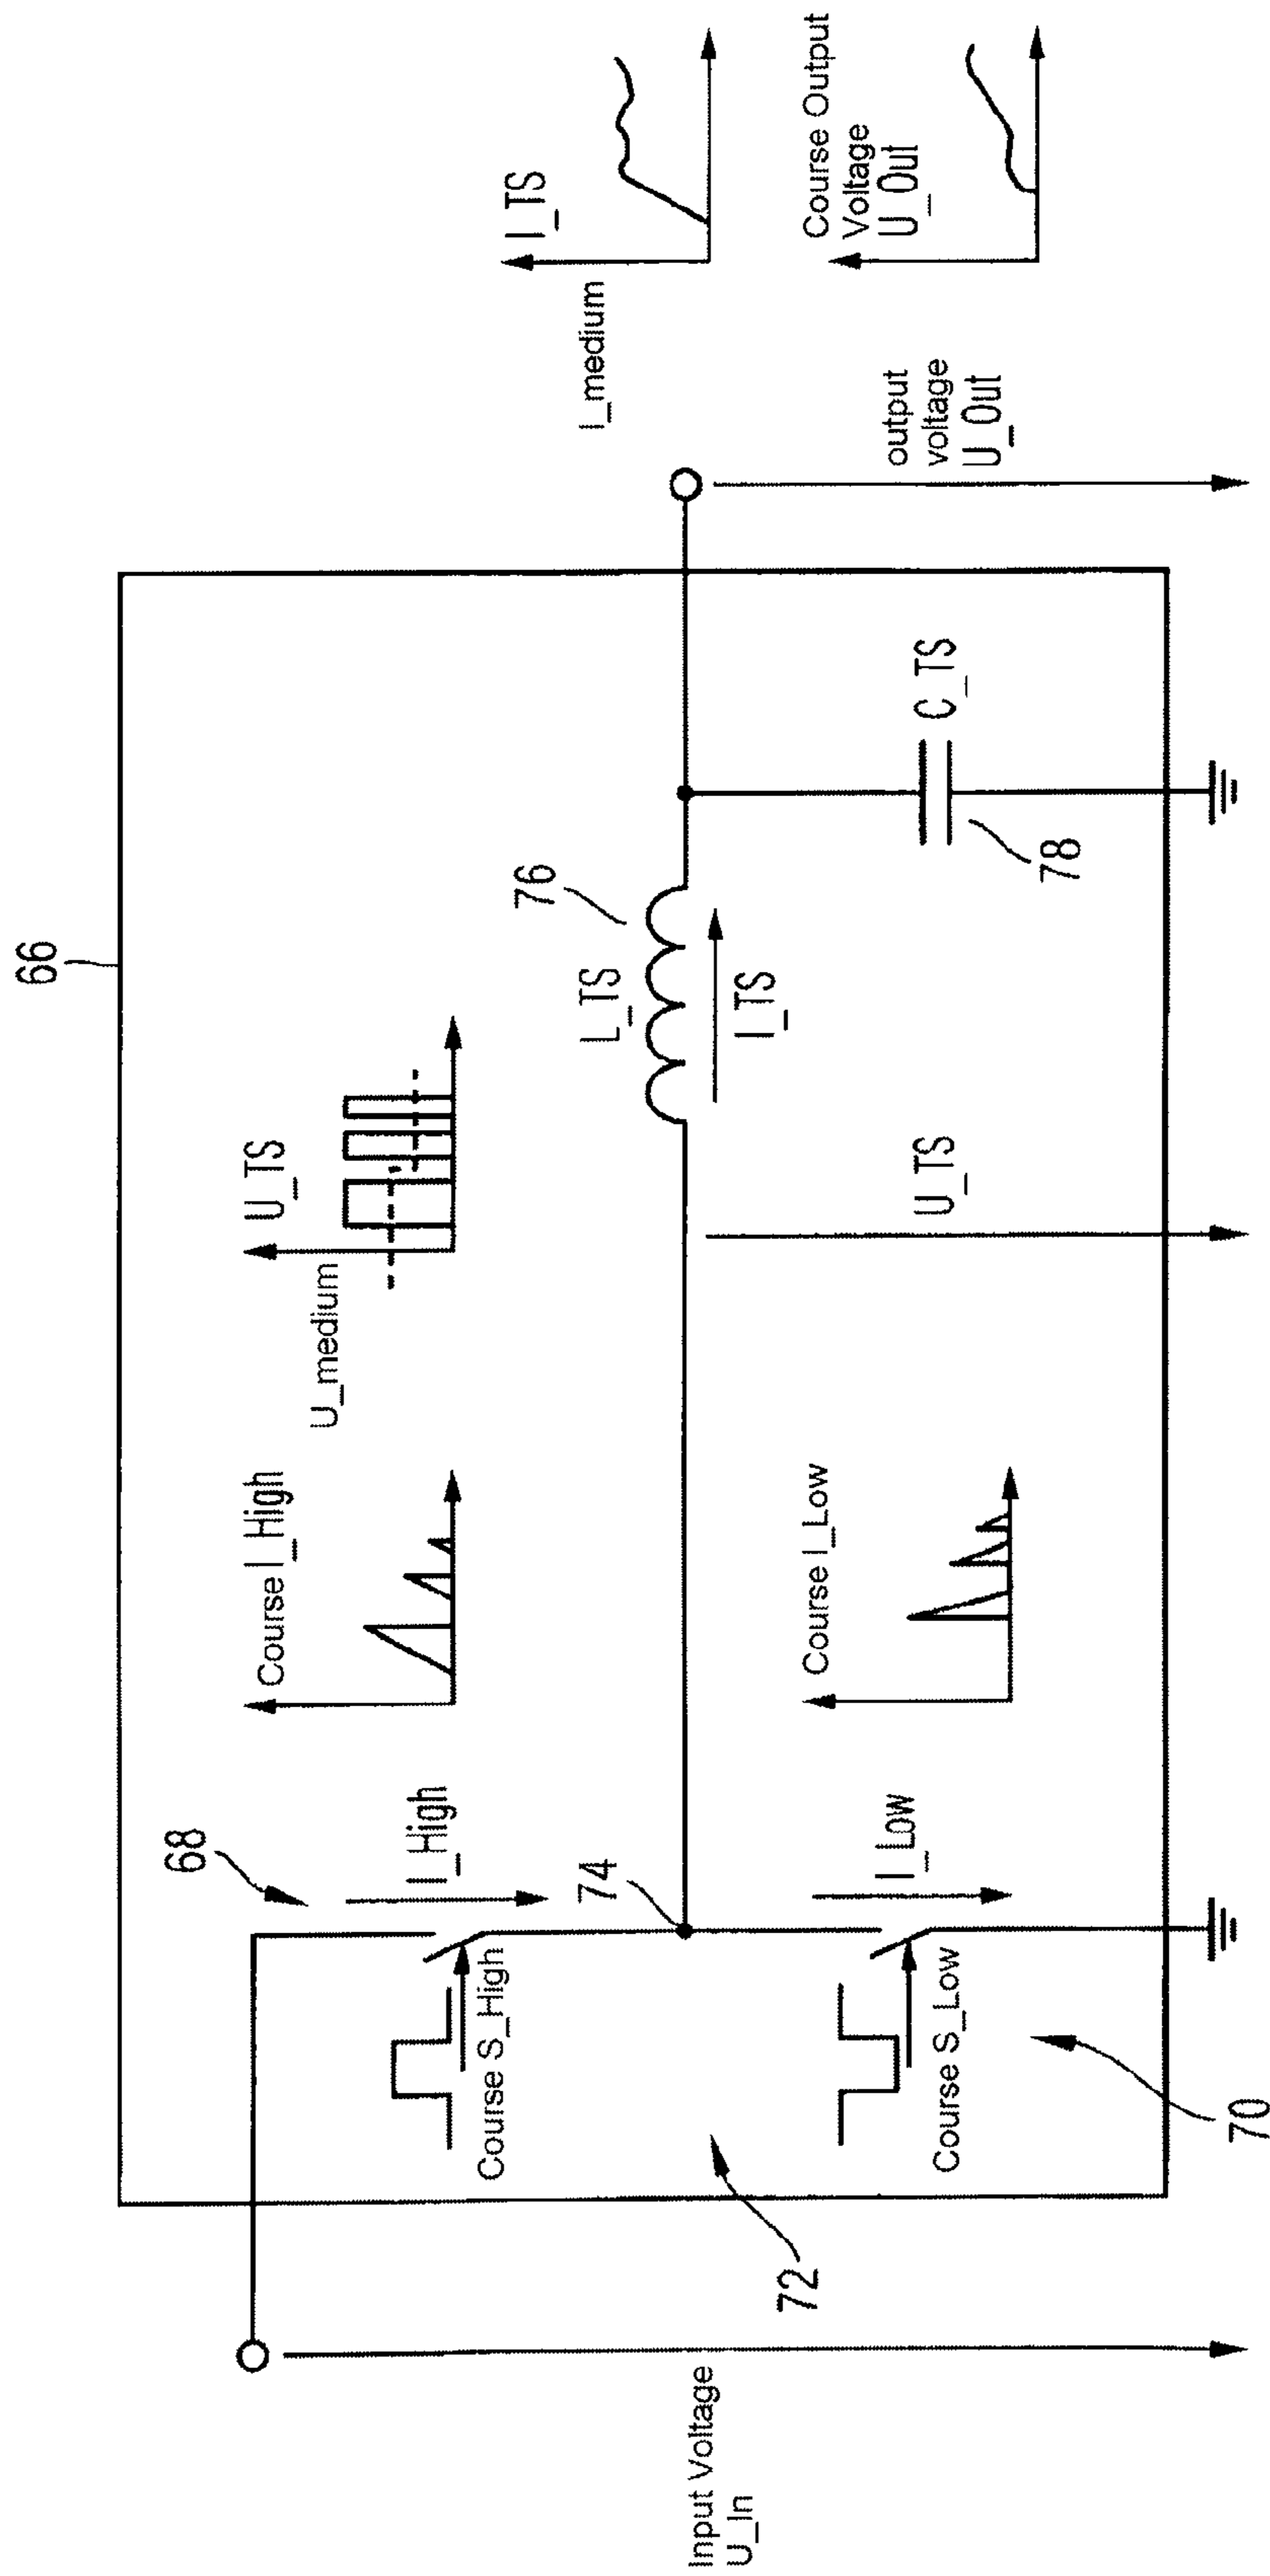 66
68
I_High
Course I_High
U_TS
U_medium
Course S_High
74
L_TS
76
I_TS
I_TS
I_medium
Input Voltage
U_In
72
I_Low
Course I_Low
Course S_Low
70
U_TS
C_TS
78
output
voltage
U_Out
Course Output
Voltage
U_Out